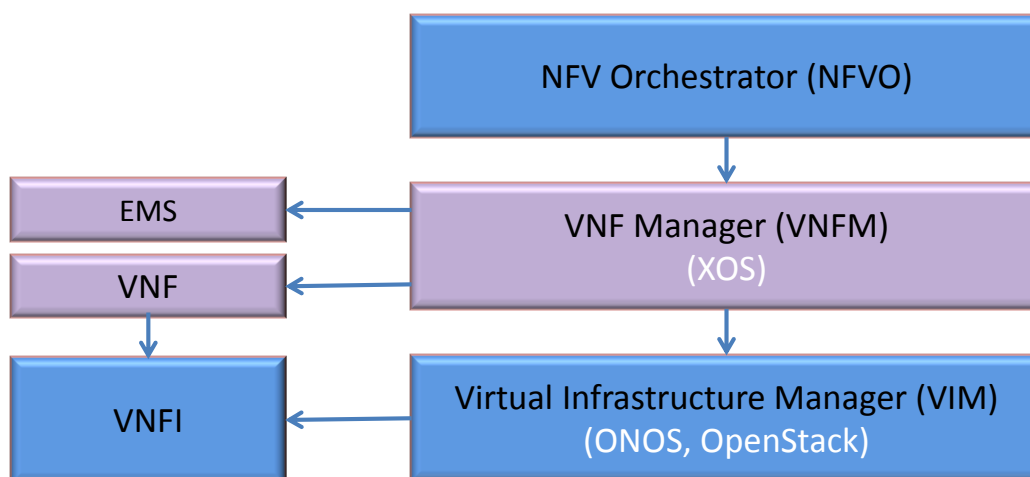 NFV Orchestrator (NFVO)
EMS
VNF Manager (VNFM)
(XOS)
VNF
Virtual Infrastructure Manager (VIM)
(ONOS, OpenStack)
VNFI